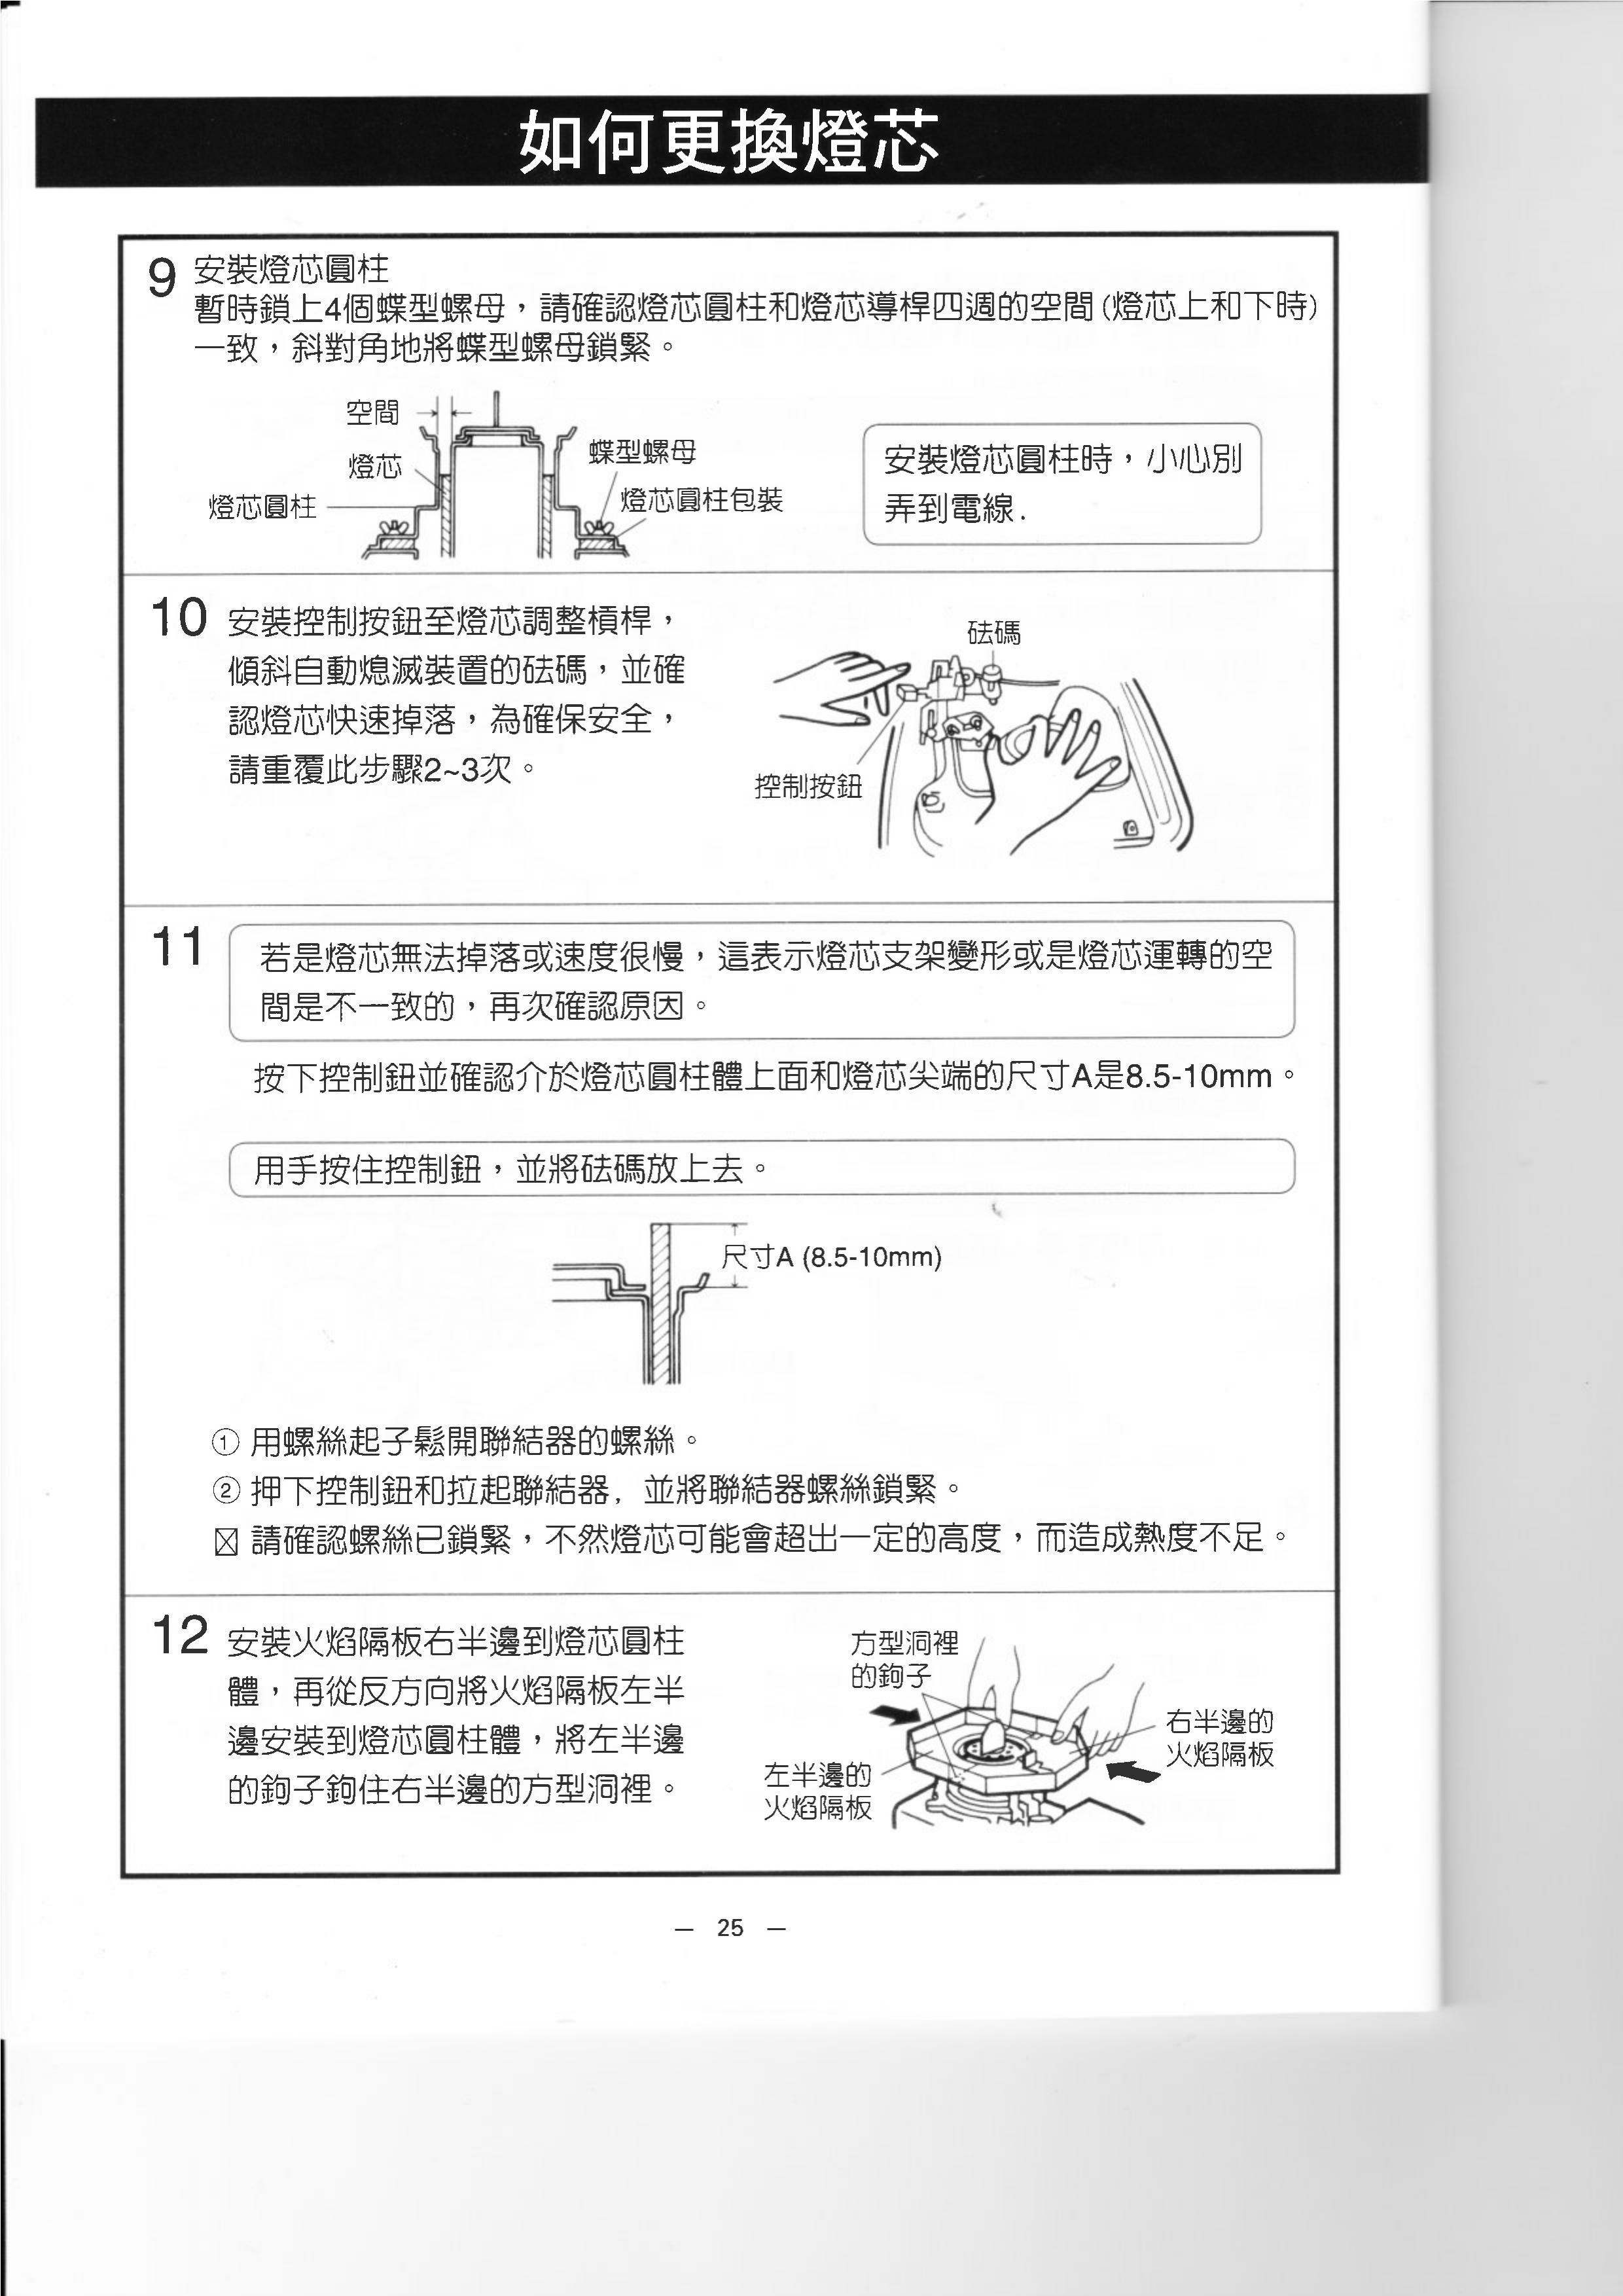 如何更換燈芯
9 安裝燈芯圓柱
暫時鎖上4個蝶型螺母，請確認燈芯圓柱和燈芯導桿四週的空間(燈芯上和下時)
一致，斜對角地將蝶型螺母鎖緊。
空間
燈芯
燈芯圓柱
蝶型螺母
燈芯圓柱包裝
安裝燈芯圓柱時，小心別
弄到電線.
10 安裝控制按鈕至燈芯調整槓桿，
傾斜自動熄滅裝置的砝碼，並確
認燈芯快速掉落，為確保安全，
請重覆此步驟2~3次。
砝碼
控制按鈕
11 若是燈芯無法掉落或速度很慢，這表示燈芯支架變形或是燈芯運轉的空
間是不一致的，再次確認原因。
按下控制鈕並確認介於燈芯圓柱體上面和燈芯尖端的尺寸A是8.5-10mm。
用手按住控制鈕，並將砝碼放上去。
尺寸A (8.5-10mm)
① 用螺絲起子鬆開聯結器的螺絲。
② 押下控制鈕和拉起聯結器, 並將聯結器螺絲鎖緊。
☒ 請確認螺絲已鎖緊，不然燈芯可能會超出一定的高度，而造成熱度不足。
12 安裝火焰隔板右半邊到燈芯圓柱
體，再從反方向將火焰隔板左半
邊安裝到燈芯圓柱體，將左半邊
的鉤子鉤住右半邊的方型洞裡。
方型洞裡
的鉤子
右半邊的
火焰隔板
左半邊的
火焰隔板
— 25 —